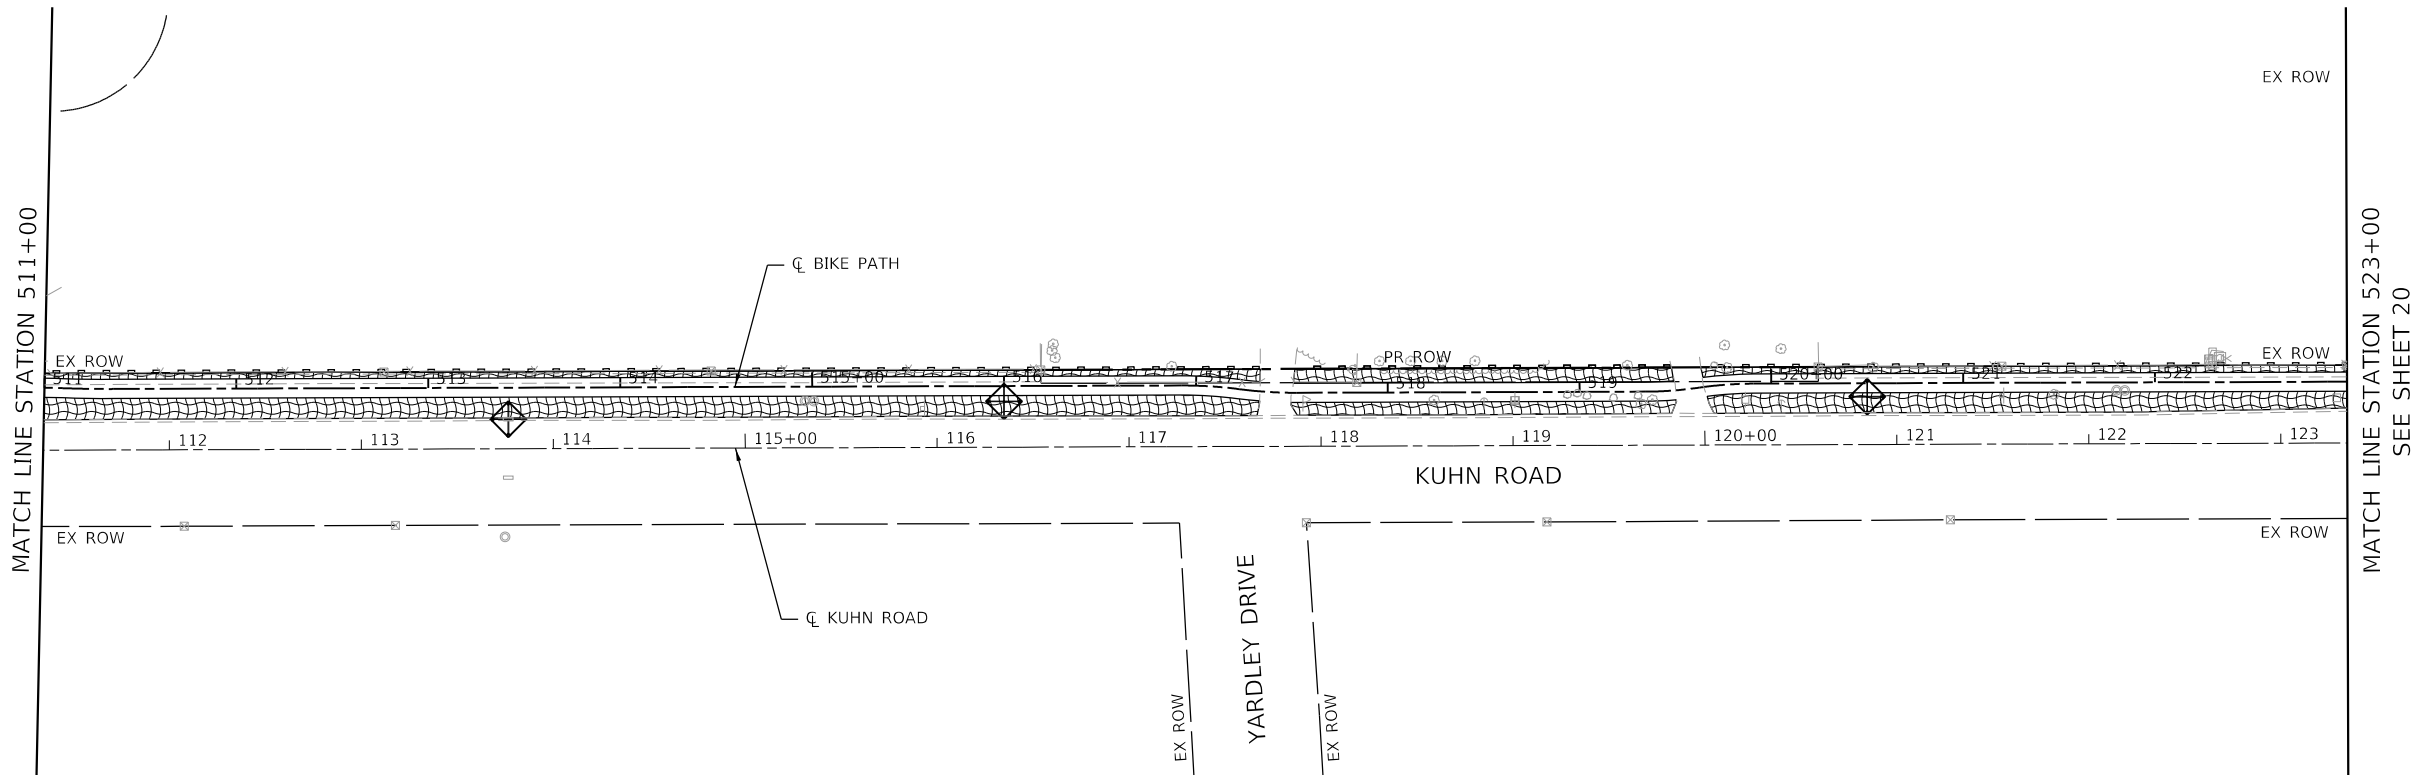 EX ROW
MATCH LINE STATION 511+00
MATCH LINE STATION 523+00
SEE SHEET 20
℄ BIKE PATH
EX ROW
PR ROW
EX ROW
511
512
513
514
515+00
516
517
518
519
520+00
521
522
112
113
114
115+00
116
117
118
119
120+00
121
122
123
KUHN ROAD
EX ROW
EX ROW
℄ KUHN ROAD
YARDLEY DRIVE
EX ROW
EX ROW